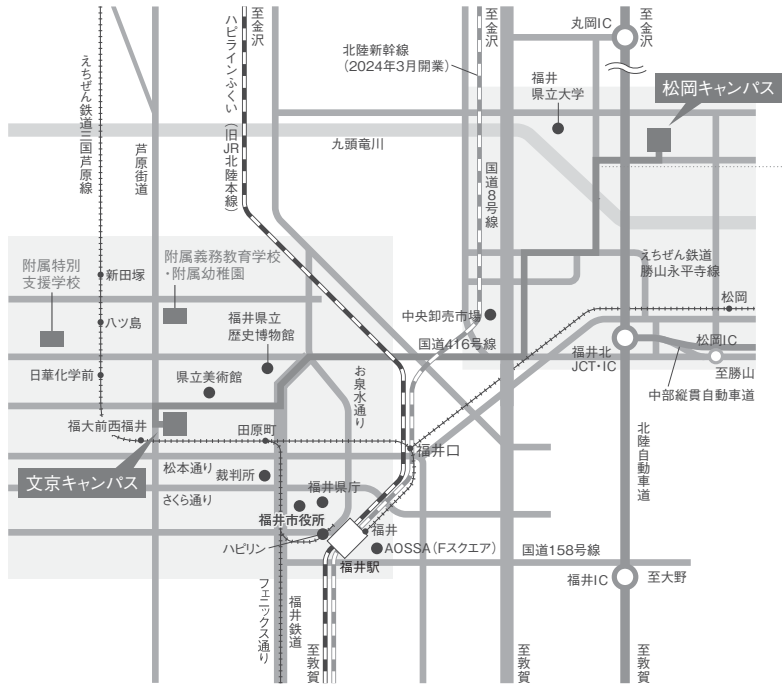 至金沢
至金沢
丸岡IC
至金沢
えちぜん鉄道三国芦原線
芦原街道
ハピラインふくい（旧JR北陸本線）
北陸新幹線
（2024年3月開業）
福井
県立大学
松岡キャンパス
九頭竜川
国道8号線
附属特別
支援学校
新田塚
附属義務教育学校
・附属幼稚園
えちぜん鉄道
勝山永平寺線
松岡
八ツ島
福井県立
歴史博物館
中央卸売市場
国道416号線
福井北
JCT・IC
松岡IC
至勝山
日華化学前
県立美術館
お泉水通り
中部縦貫自動車道
福大前西福井
田原町
福井口
北陸自動車道
文京キャンパス
松本通り
裁判所
さくら通り
福井県庁
福井市役所
福井
ハピリン
AOSSA（Fスクエア）
国道158号線
福井駅
福井IC
至大野
フェニックス通り
福井鉄道
至敦賀
至敦賀
至敦賀